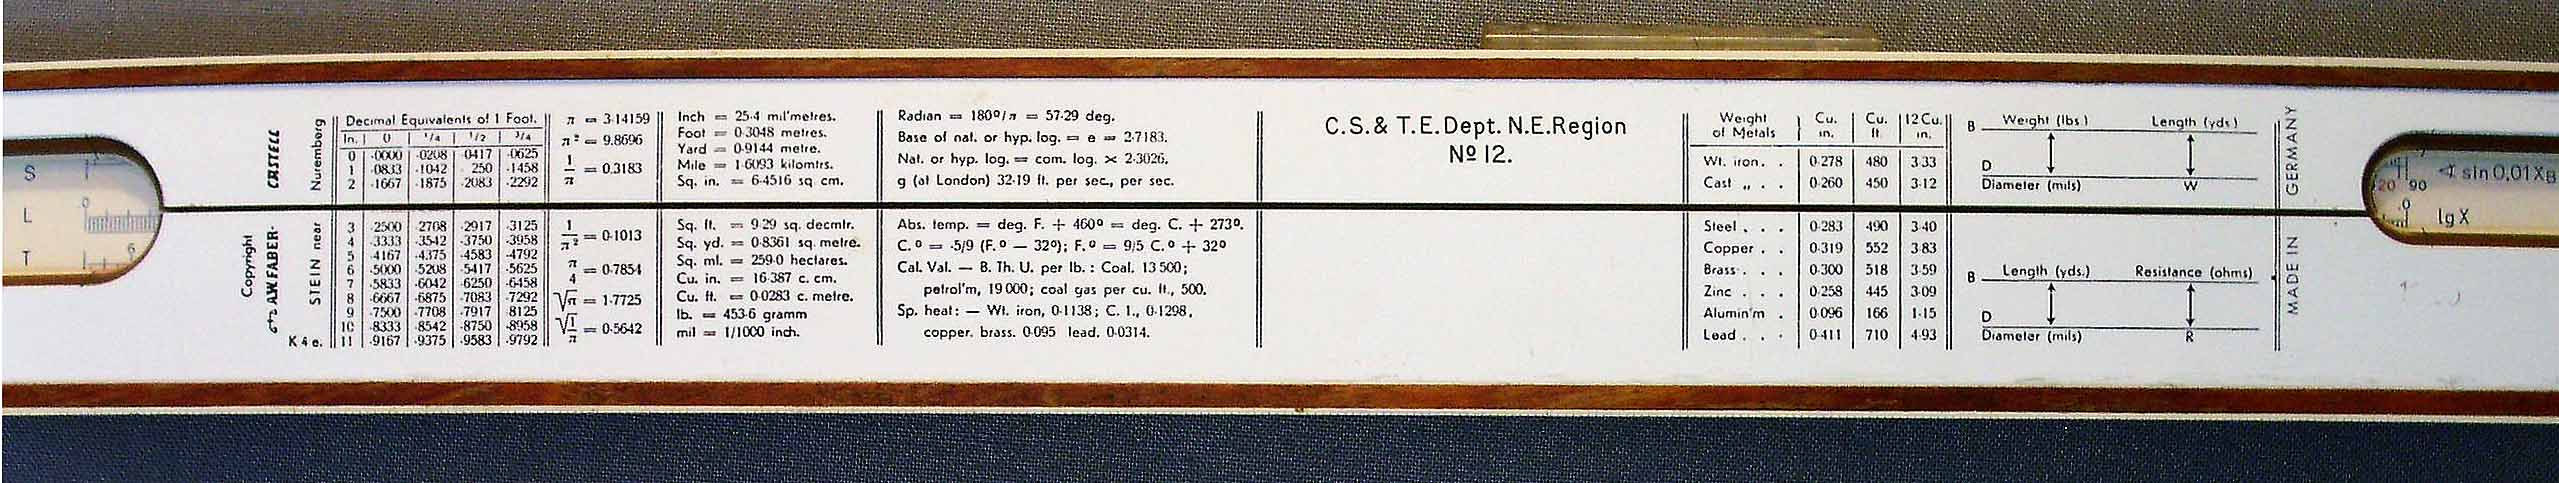 S
L
T
0
6
Copyright
A.W.FABER-CASTELL
STEIN near Nuremberg
K 4 e.
Decimal Equivalents of 1 Foot.
In. 0 1/4 1/2 3/4
0 ·0000 ·0208 ·0417 ·0625
1 ·0833 ·1042 ·250 ·1458
2 ·1667 ·1875 ·2083 ·2292
3 ·2500 ·2708 ·2917 ·3125
4 ·3333 ·3542 ·3750 ·3958
5 ·4167 ·4375 ·4583 ·4792
6 ·5000 ·5208 ·5417 ·5625
7 ·5833 ·6042 ·6250 ·6458
8 ·6667 ·6875 ·7083 ·7292
9 ·7500 ·7708 ·7917 ·8125
10 ·8333 ·8542 ·8750 ·8958
11 ·9167 ·9375 ·9583 ·9792
π = 3·14159
π² = 9·8696
1/π = 0·3183
1/π² = 0·1013
π/4 = 0·7854
√π = 1·7725
√1/π = 0·5642
Inch = 25·4 mil'metres.
Foot = 0·3048 metres.
Yard = 0·9144 metre.
Mile = 1·6093 kilomtrs.
Sq. in. = 6·4516 sq cm.
Sq. ft. = 9·29 sq. decmtr.
Sq. yd. = 0·8361 sq. metre.
Sq. ml. = 259·0 hectares.
Cu. in. = 16·387 c. cm.
Cu. ft. = 0·0283 c. metre.
lb. = 453·6 gramm
mil = 1/1000 inch.
Radian = 180º/π = 57·29 deg.
Base of nat. or hyp. log. = e = 2·7183.
Nat. or hyp. log. = com. log. × 2·3026.
g (at London) 32·19 ft. per sec., per sec.
Abs. temp. = deg. F. + 460º = deg. C. + 273º.
C.º = ·5/9 (F.º — 32º); F.º = 9/5 C.º + 32º
Cal. Val. — B. Th. U. per lb.: Coal. 13 500;
petrol'm, 19 000; coal gas per cu. ft., 500.
Sp. heat: — Wt. iron, 0·1138; C. I., 0·1298,
copper. brass. 0·095 lead. 0·0314.
C.S. & T.E. Dept. N.E. Region
Nº 12.
Weight of Metals Cu. in. Cu. ft. 12 Cu. in.
Wt. iron. . 0·278 480 3·33
Cast „ . . 0·260 450 3·12
Steel . . . 0·283 490 3·40
Copper . . 0·319 552 3·83
Brass . . . 0·300 518 3·59
Zinc . . . 0·258 445 3·09
Alumin'm . 0·096 166 1·15
Lead . . . 0·411 710 4·93
B Weight (lbs.) Length (yds.)
D
Diameter (mils) W
B Length (yds.) Resistance (ohms)
D
Diameter (mils) R
MADE IN GERMANY
∢ sin 0,01 x B
20 90
0
lg X